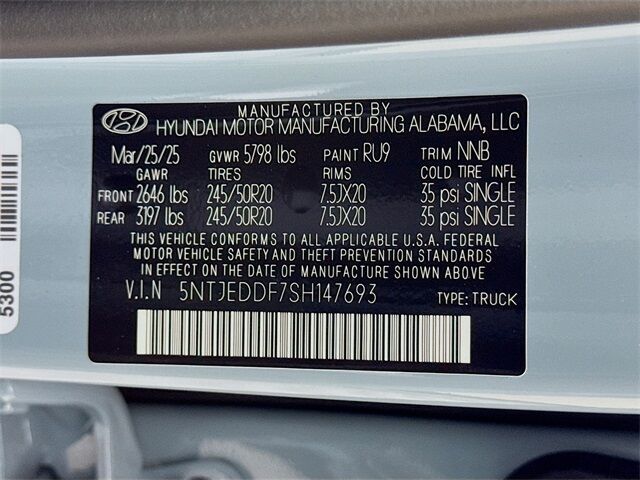 MANUFACTURED BY
HYUNDAI MOTOR MANUFACTURING ALABAMA, LLC
Mar/25/25 GVWR 5798 lbs PAINT RU9 TRIM NNB
GAWR TIRES RIMS COLD TIRE INFL
FRONT 2646 lbs 245/50R20 7.5JX20 35 psi SINGLE
REAR 3197 lbs 245/50R20 7.5JX20 35 psi SINGLE
THIS VEHICLE CONFORMS TO ALL APPLICABLE U.S.A. FEDERAL
MOTOR VEHICLE SAFETY AND THEFT PREVENTION STANDARDS
IN EFFECT ON THE DATE OF MANUFACTURE SHOWN ABOVE.
V.I.N 5NTJEDDF7SH147693 TYPE: TRUCK
5300